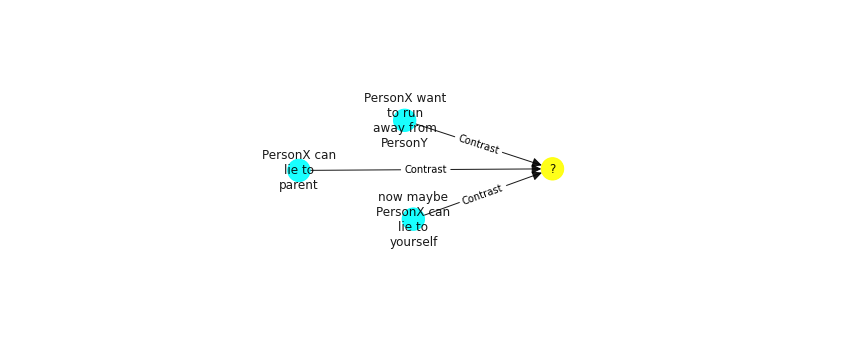 PersonX want
to run
away from
PersonY
Contrast
PersonX can
lie to
parent
Contrast
?
now maybe
PersonX can
lie to
yourself
Contrast